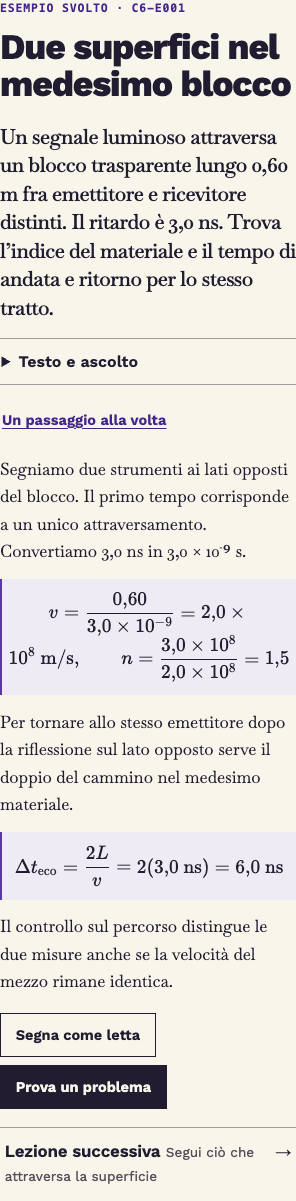 ESEMPIO SVOLTO · C6–E001
Due superfici nel
medesimo blocco
Un segnale luminoso attraversa
un blocco trasparente lungo 0,60
m fra emettitore e ricevitore
distinti. Il ritardo è 3,0 ns. Trova
l’indice del materiale e il tempo di
andata e ritorno per lo stesso
tratto.
▶ Testo e ascolto
Un passaggio alla volta
Segniamo due strumenti ai lati opposti
del blocco. Il primo tempo corrisponde
a un unico attraversamento.
Convertiamo 3,0 ns in 3,0 × 10⁻⁹ s.
v = 0,60 / 3,0 × 10⁻⁹ = 2,0 ×
10⁸ m/s, n = 3,0 × 10⁸ / 2,0 × 10⁸ = 1,5
Per tornare allo stesso emettitore dopo
la riflessione sul lato opposto serve il
doppio del cammino nel medesimo
materiale.
Δt_eco = 2L / v = 2(3,0 ns) = 6,0 ns
Il controllo sul percorso distingue le
due misure anche se la velocità del
mezzo rimane identica.
Segna come letta
Prova un problema
Lezione successiva Segui ciò che →
attraversa la superficie